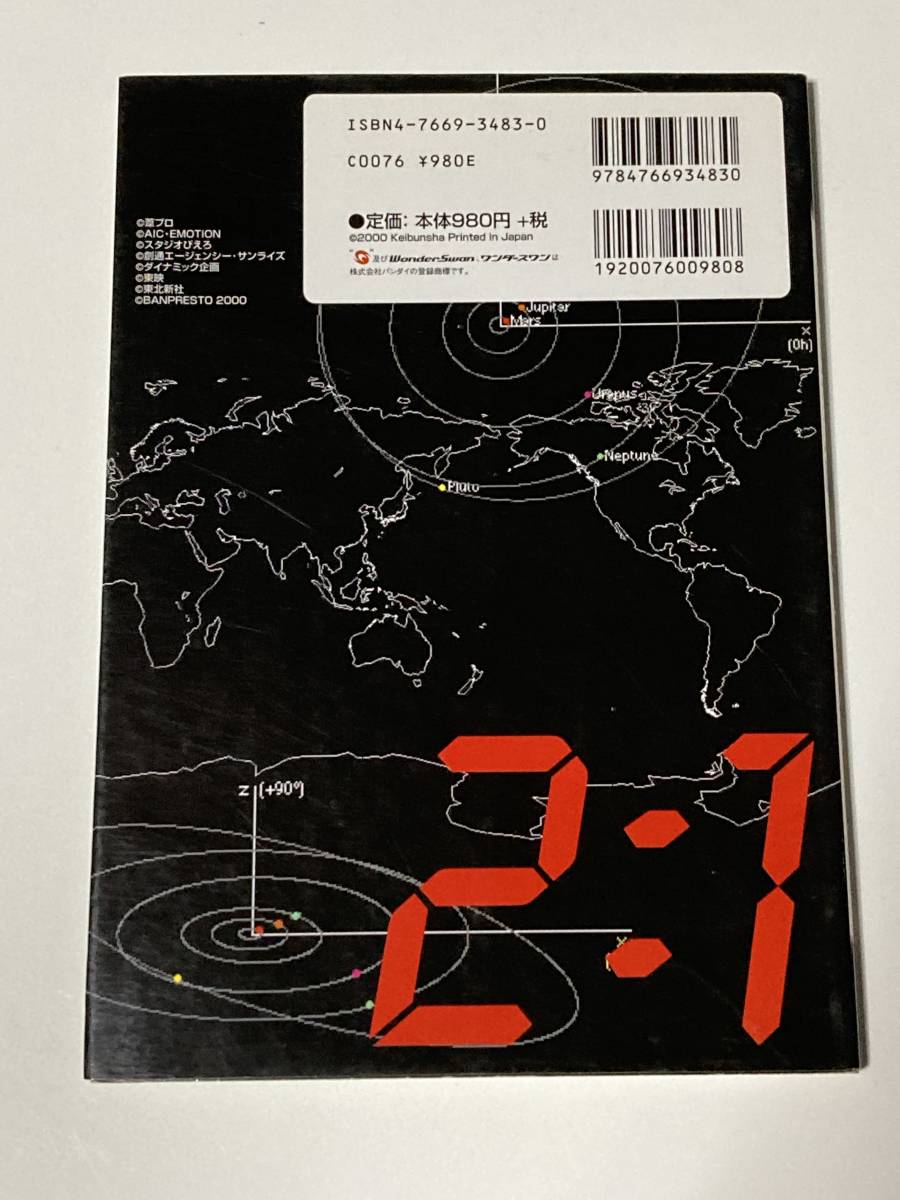 ISBN4-7669-3483-0
C0076 ¥980E
9784766934830
●定価: 本体980円 +税
©2000 Keibunsha Printed in Japan
及びWonderSwan、ワンダースワンは
株式会社バンダイの登録商標です。
1920076009808
©葦プロ
©AIC・EMOTION
©スタジオぴえろ
©創通エージェンシー・サンライズ
©ダイナミック企画
©東映
©東北新社
©BANPRESTO 2000
Jupiter
Mars
x
(0h)
Uranus
Neptune
Pluto
z (+90°)
2:1